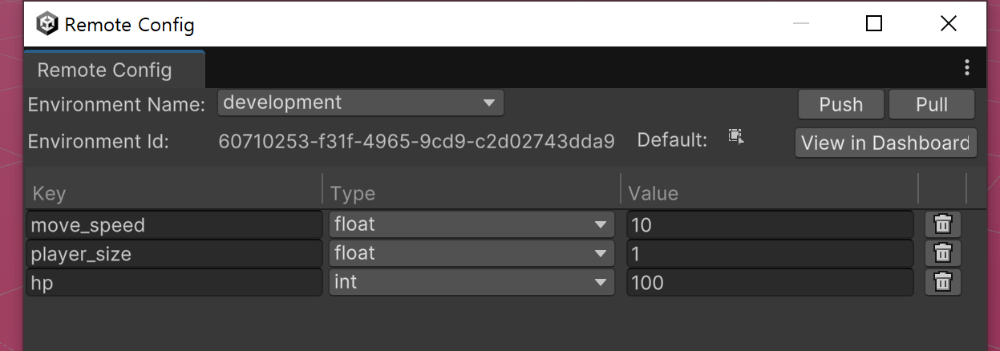 Remote Config
Remote Config
Environment Name: development Push Pull
Environment Id: 60710253-f31f-4965-9cd9-c2d02743dda9 Default: View in Dashboard
Key Type Value
move_speed float 10
player_size float 1
hp int 100